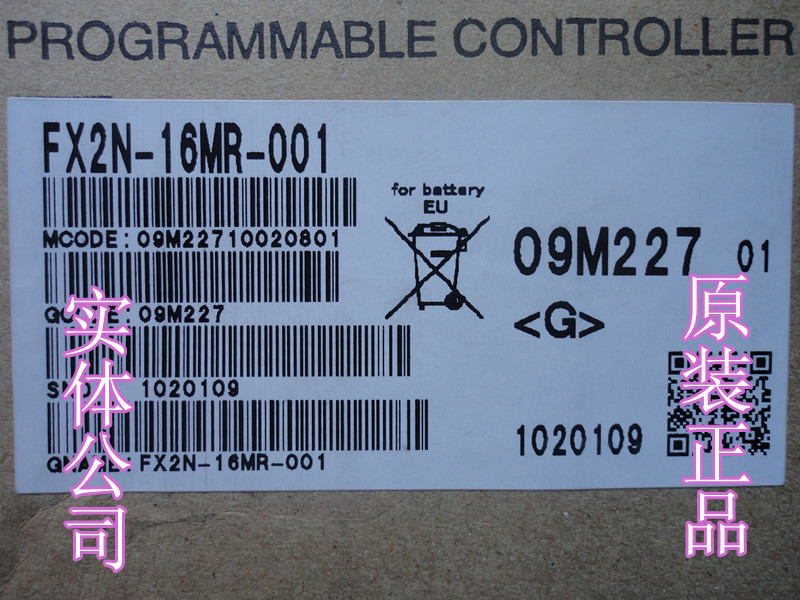 PROGRAMMABLE CONTROLLER
FX2N-16MR-001
for battery
EU
MCODE: 09M22710020801
09M227 01
<G>
09M227
1020109
1020109
FX2N-16MR-001
实体公司
原装正品